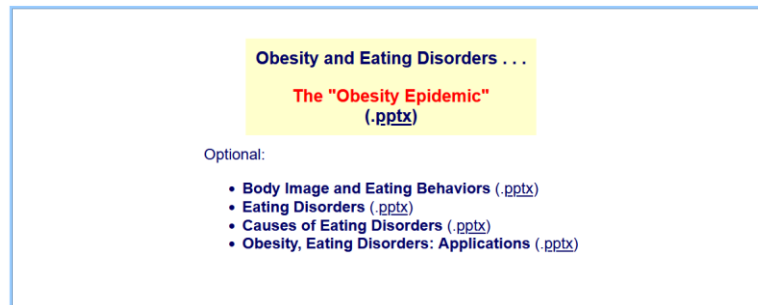 Obesity and Eating Disorders . . .
The "Obesity Epidemic"
(.pptx)
Optional:
• Body Image and Eating Behaviors (.pptx)
• Eating Disorders (.pptx)
• Causes of Eating Disorders (.pptx)
• Obesity, Eating Disorders: Applications (.pptx)